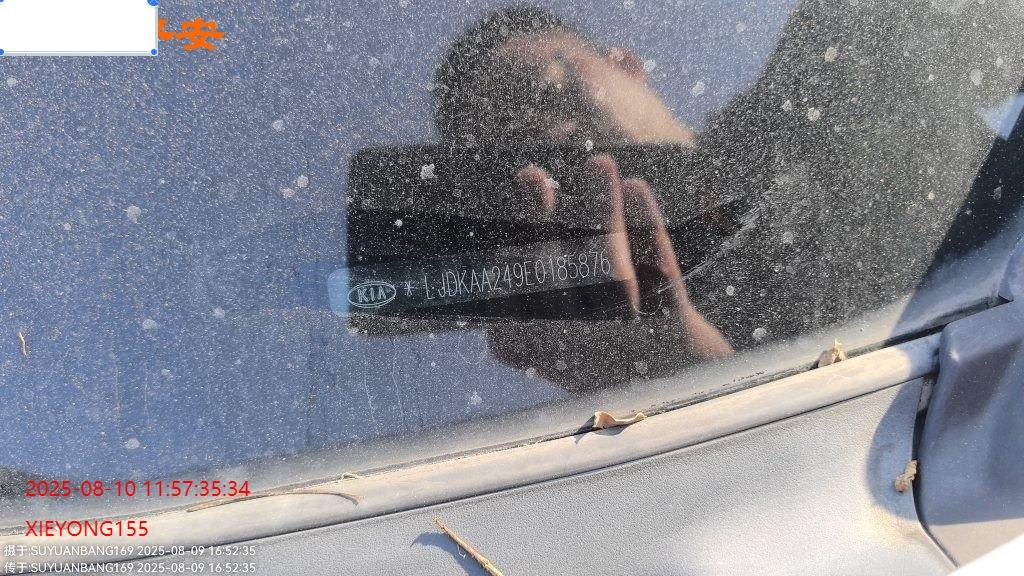 安
KIA * LJDKAA249E0185876
2025-08-10 11:57:35:34
XIEYONG155
摄于:SUYUANBANG169 2025-08-09 16:52:35
传于:SUYUANBANG169 2025-08-09 16:52:35